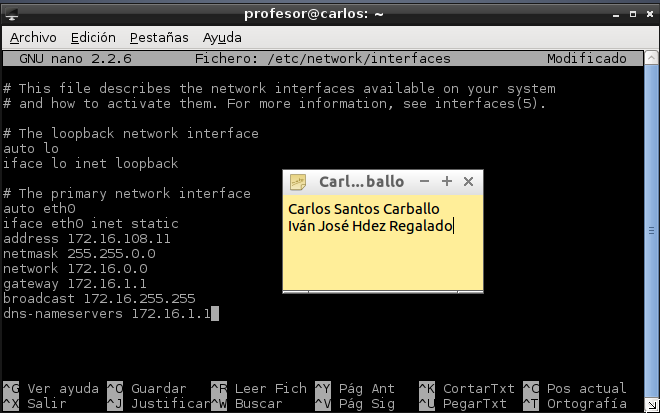 profesor@carlos: ~
Archivo Edición Pestañas Ayuda
GNU nano 2.2.6 Fichero: /etc/network/interfaces Modificado
# This file describes the network interfaces available on your system
# and how to activate them. For more information, see interfaces(5).
# The loopback network interface
auto lo
iface lo inet loopback
# The primary network interface
auto eth0
iface eth0 inet static
address 172.16.108.11
netmask 255.255.0.0
network 172.16.0.0
gateway 172.16.1.1
broadcast 172.16.255.255
dns-nameservers 172.16.1.1
Carl...ballo
Carlos Santos Carballo
Iván José Hdez Regalado
^G Ver ayuda ^O Guardar ^R Leer Fich ^Y Pág Ant ^K CortarTxt ^C Pos actual
^X Salir ^J Justificar ^W Buscar ^V Pág Sig ^U PegarTxt ^T Ortografía